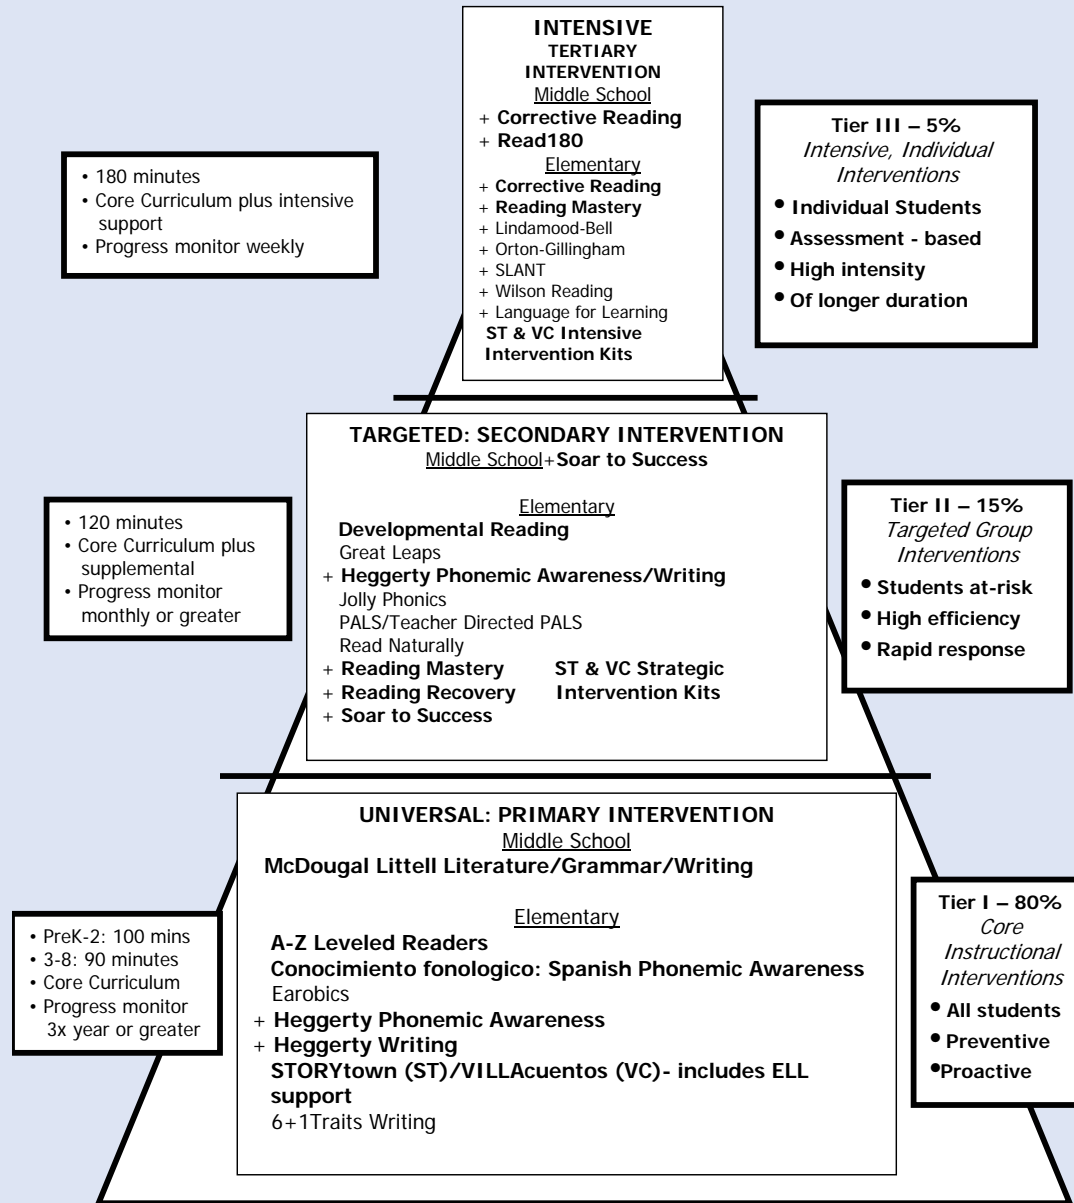 INTENSIVE
TERTIARY
INTERVENTION
Middle School
+ Corrective Reading
+ Read180
Elementary
+ Corrective Reading
+ Reading Mastery
+ Lindamood-Bell
+ Orton-Gillingham
+ SLANT
+ Wilson Reading
+ Language for Learning
ST & VC Intensive
Intervention Kits
• 180 minutes
• Core Curriculum plus intensive
support
• Progress monitor weekly
Tier III – 5%
Intensive, Individual
Interventions
• Individual Students
• Assessment - based
• High intensity
• Of longer duration
TARGETED: SECONDARY INTERVENTION
Middle School+Soar to Success
Elementary
Developmental Reading
Great Leaps
+ Heggerty Phonemic Awareness/Writing
Jolly Phonics
PALS/Teacher Directed PALS
Read Naturally
+ Reading Mastery ST & VC Strategic
+ Reading Recovery Intervention Kits
+ Soar to Success
• 120 minutes
• Core Curriculum plus
supplemental
• Progress monitor
monthly or greater
Tier II – 15%
Targeted Group
Interventions
• Students at-risk
• High efficiency
• Rapid response
UNIVERSAL: PRIMARY INTERVENTION
Middle School
McDougal Littell Literature/Grammar/Writing
Elementary
A-Z Leveled Readers
Conocimiento fonologico: Spanish Phonemic Awareness
Earobics
+ Heggerty Phonemic Awareness
+ Heggerty Writing
STORYtown (ST)/VILLAcuentos (VC)- includes ELL
support
6+1Traits Writing
• PreK-2: 100 mins
• 3-8: 90 minutes
• Core Curriculum
• Progress monitor
3x year or greater
Tier I – 80%
Core
Instructional
Interventions
• All students
• Preventive
•Proactive